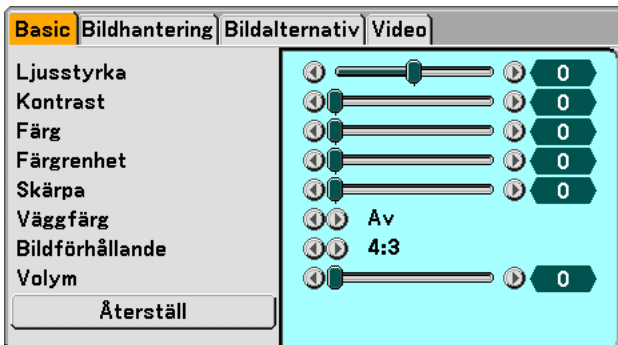 Basic Bildhantering Bildalternativ Video
Ljusstyrka 0
Kontrast 0
Färg 0
Färgrenhet 0
Skärpa 0
Väggfärg Av
Bildförhållande 4:3
Volym 0
Återställ